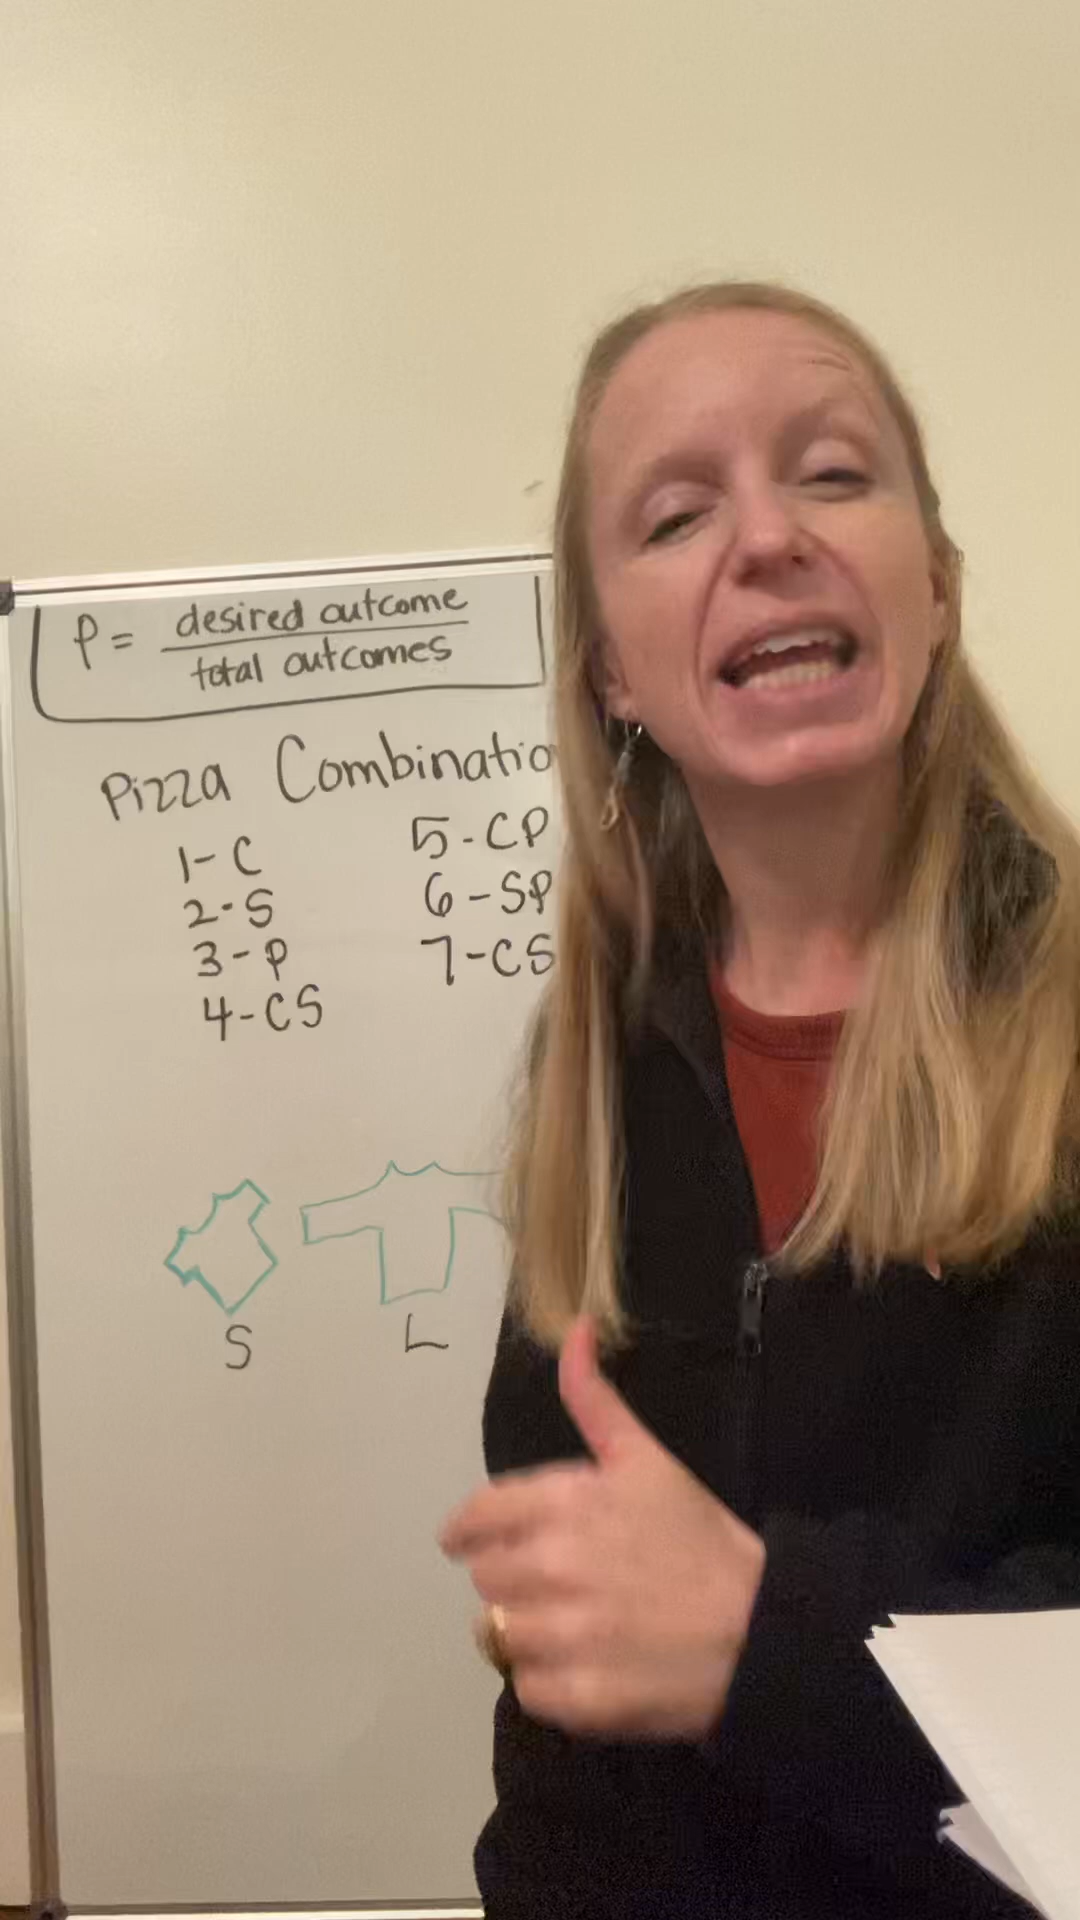 P = desired outcome
total outcomes
Pizza Combinatio
1-C
2-S
3-P
4-CS
5-CP
6-SP
7-CS
S
L